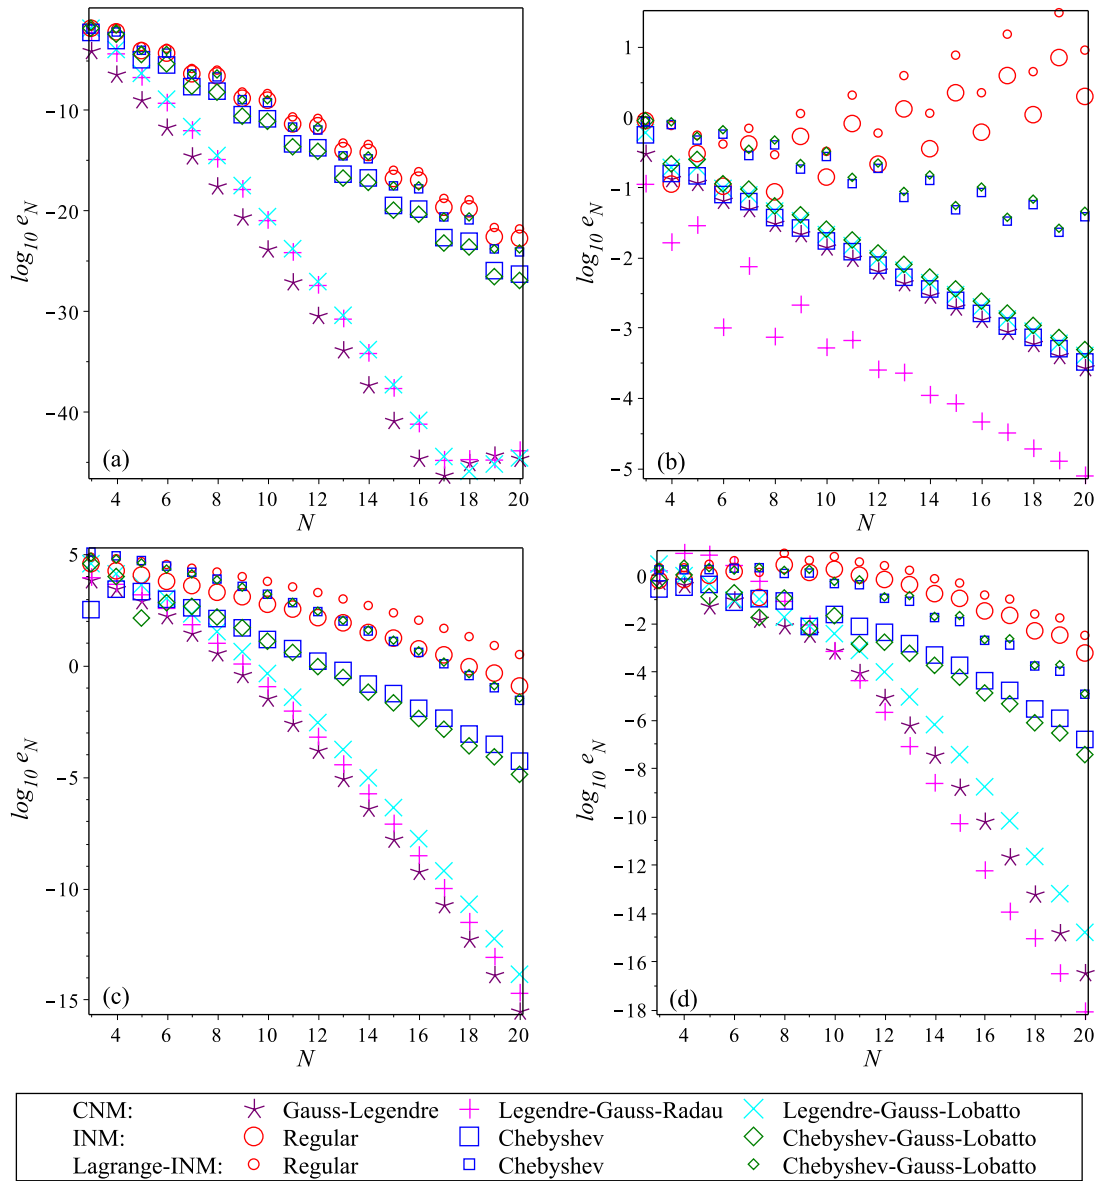 −10
−20
−30
−40
log10 eN
(a)
4 6 8 10 12 14 16 18 20
N
1
0
−1
−2
−3
−4
−5
log10 eN
(b)
4 6 8 10 12 14 16 18 20
N
5
0
−5
−10
−15
log10 eN
(c)
4 6 8 10 12 14 16 18 20
N
0
−2
−4
−6
−8
−10
−12
−14
−16
−18
log10 eN
(d)
4 6 8 10 12 14 16 18 20
N
CNM: Gauss-Legendre Legendre-Gauss-Radau Legendre-Gauss-Lobatto
INM: Regular Chebyshev Chebyshev-Gauss-Lobatto
Lagrange-INM: Regular Chebyshev Chebyshev-Gauss-Lobatto